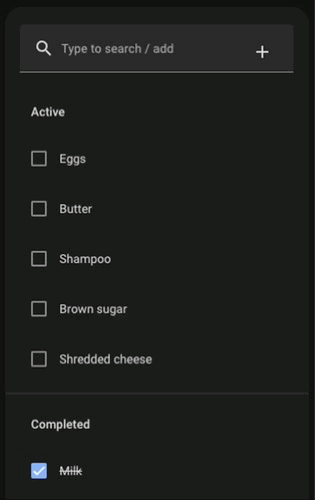 Type to search / add
Active
Eggs
Butter
Shampoo
Brown sugar
Shredded cheese
Completed
Milk